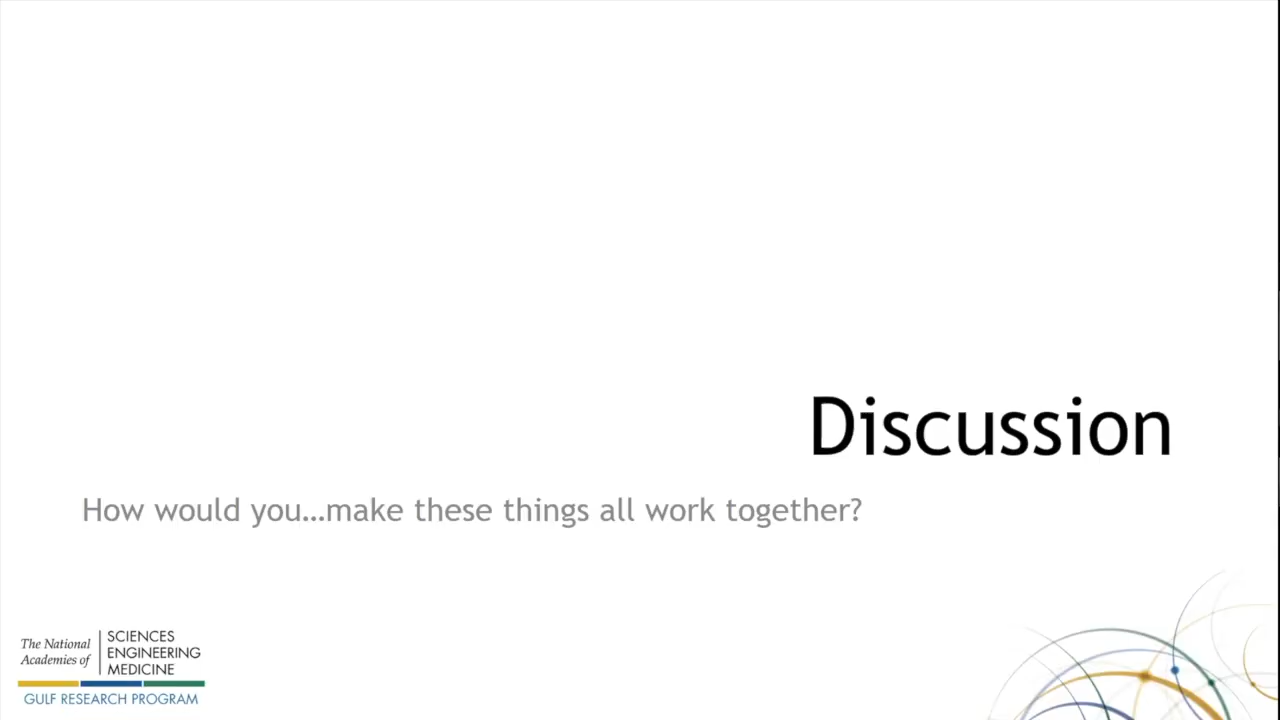 Discussion
How would you...make these things all work together?
The National
Academies of
SCIENCES
ENGINEERING
MEDICINE
GULF RESEARCH PROGRAM